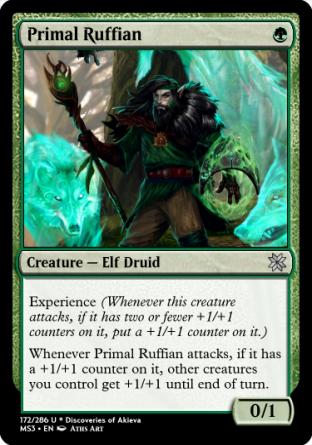 Primal Ruffian
Creature — Elf Druid
Experience (Whenever this creature
attacks, if it has two or fewer +1/+1
counters on it, put a +1/+1 counter on it.)
Whenever Primal Ruffian attacks, if it has
a +1/+1 counter on it, other creatures
you control get +1/+1 until end of turn.
0/1
172/286 U * Discoveries of Akieva
MS3 • EN Aths Art